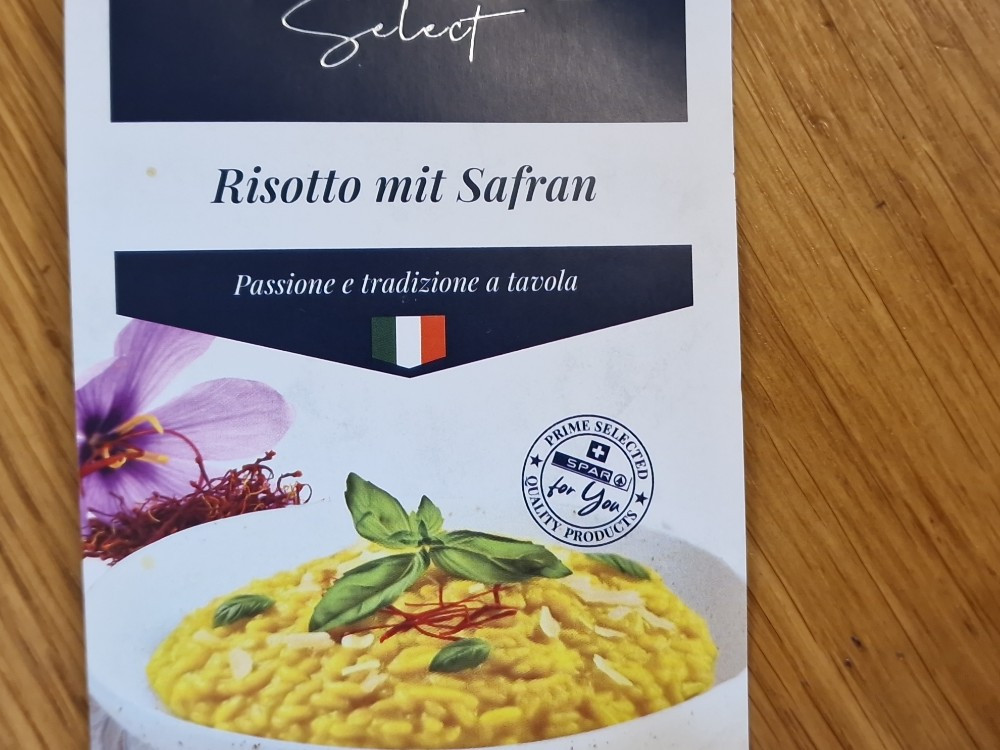 Select
Risotto mit Safran
Passione e tradizione a tavola
PRIME SELECTED
SPAR
for You
QUALITY PRODUCTS